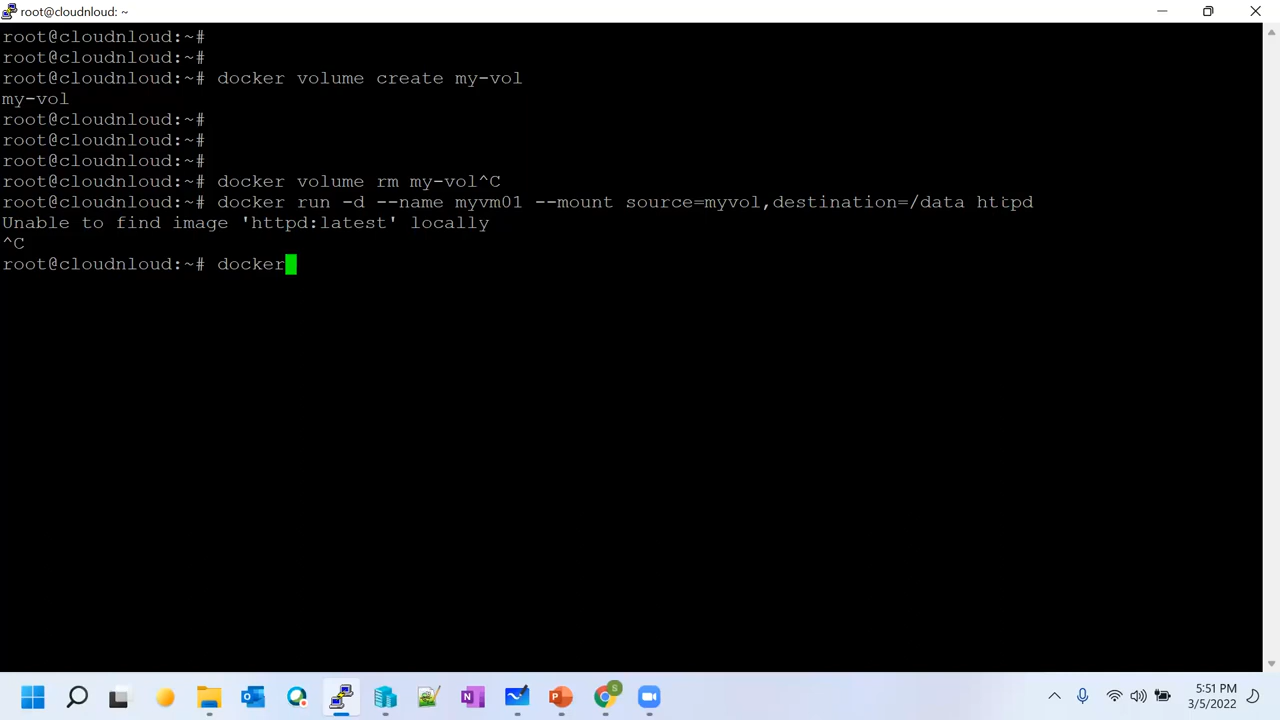 root@cloudnloud: ~
root@cloudnloud:~#
root@cloudnloud:~#
root@cloudnloud:~# docker volume create my-vol
my-vol
root@cloudnloud:~#
root@cloudnloud:~#
root@cloudnloud:~#
root@cloudnloud:~# docker volume rm my-vol^C
root@cloudnloud:~# docker run -d --name myvm01 --mount source=myvol,destination=/data httpd
Unable to find image 'httpd:latest' locally
^C
root@cloudnloud:~# docker
S
5:51 PM
3/5/2022